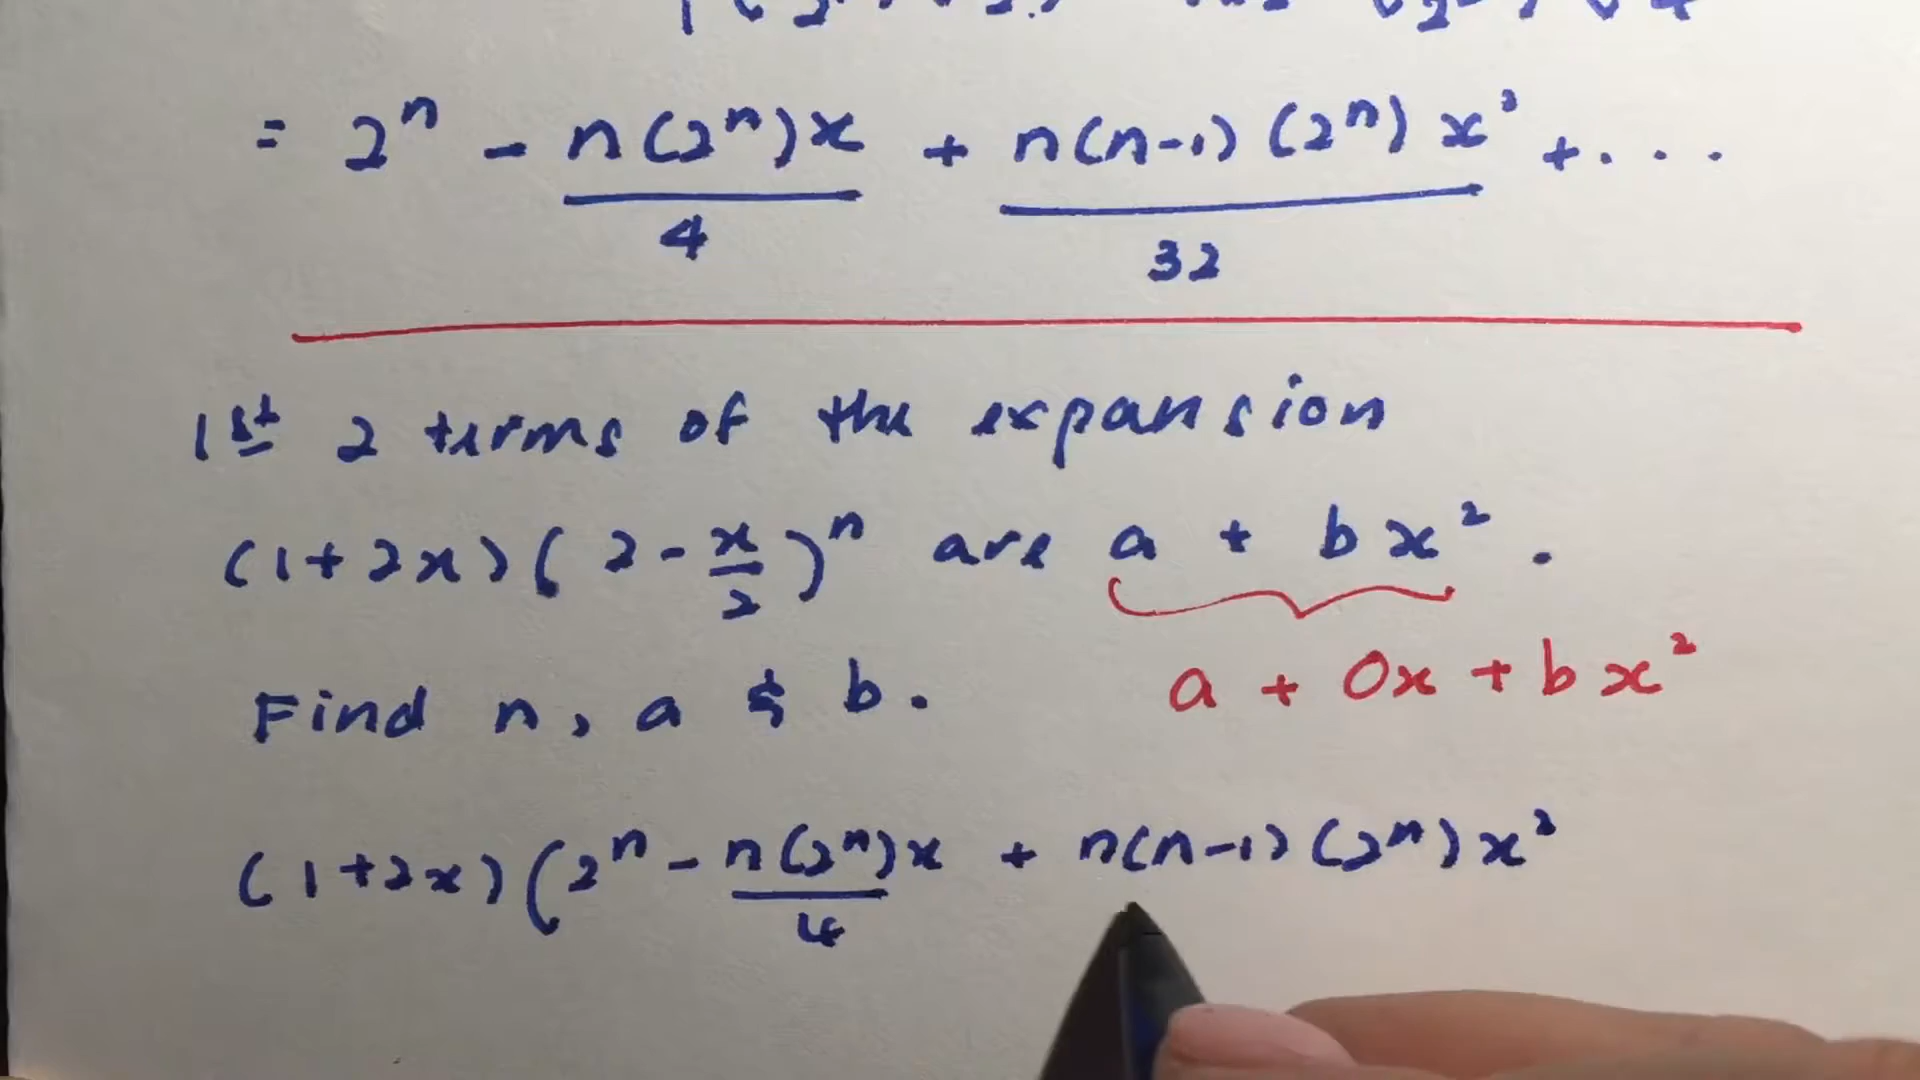 = 2ⁿ - n(2ⁿ)x/4 + n(n-1)(2ⁿ)x²/32 + ...
1st 2 terms of the expansion
(1+2x)(2-x/2)ⁿ are a + bx².
Find n, a & b. a + 0x + bx²
(1+2x)(2ⁿ - n(2ⁿ)x/4 + n(n-1)(2ⁿ)x²